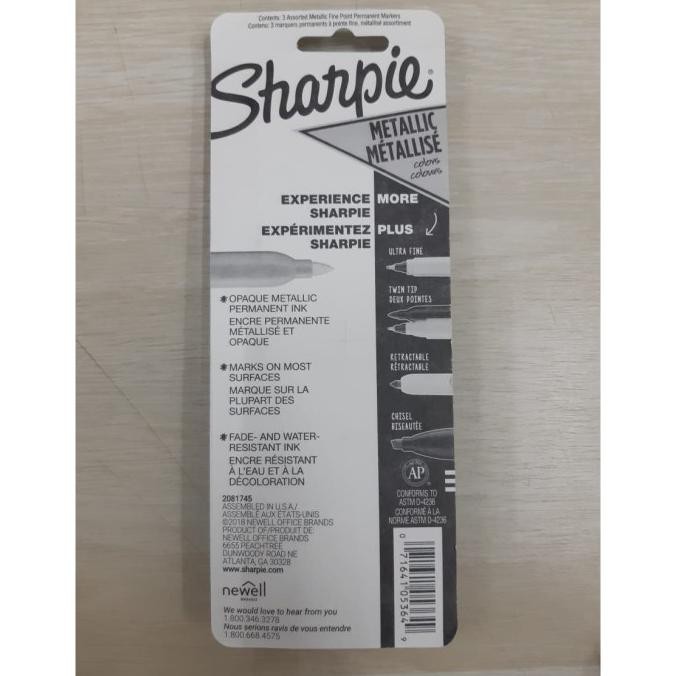 Contents: 3 Assorted Metallic Fine Point Permanent Markers
Contenu: 3 marqueurs permanents à pointe fine, métallisé assortiment
Sharpie®
METALLIC
MÉTALLISÉ
colors
colours
EXPERIENCE MORE
SHARPIE
EXPÉRIMENTEZ PLUS
SHARPIE
ULTRA FINE
TWIN TIP
DEUX POINTES
RETRACTABLE
RÉTRACTABLE
CHISEL
BISEAUTÉE
OPAQUE METALLIC
PERMANENT INK
ENCRE PERMANENTE
MÉTALLISÉ ET
OPAQUE
MARKS ON MOST
SURFACES
MARQUE SUR LA
PLUPART DES
SURFACES
FADE- AND WATER-
RESISTANT INK
ENCRE RÉSISTANT
À L'EAU ET À LA
DÉCOLORATION
AP
CONFORMS TO
ASTM D-4236
CONFORMÉ À LA
NORME ASTM D-4236
2081745
ASSEMBLED IN U.S.A./
ASSEMBLÉ AUX ÉTATS-UNIS
©2018 NEWELL OFFICE BRANDS
PRODUCT OF/PRODUIT DE:
NEWELL OFFICE BRANDS
6655 PEACHTREE
DUNWOODY ROAD NE
ATLANTA, GA 30328
www.sharpie.com
newell
BRANDS
We would love to hear from you
1.800.346.3278
Nous serions ravis de vous entendre
1.800.668.4575
0 71641 05364 9